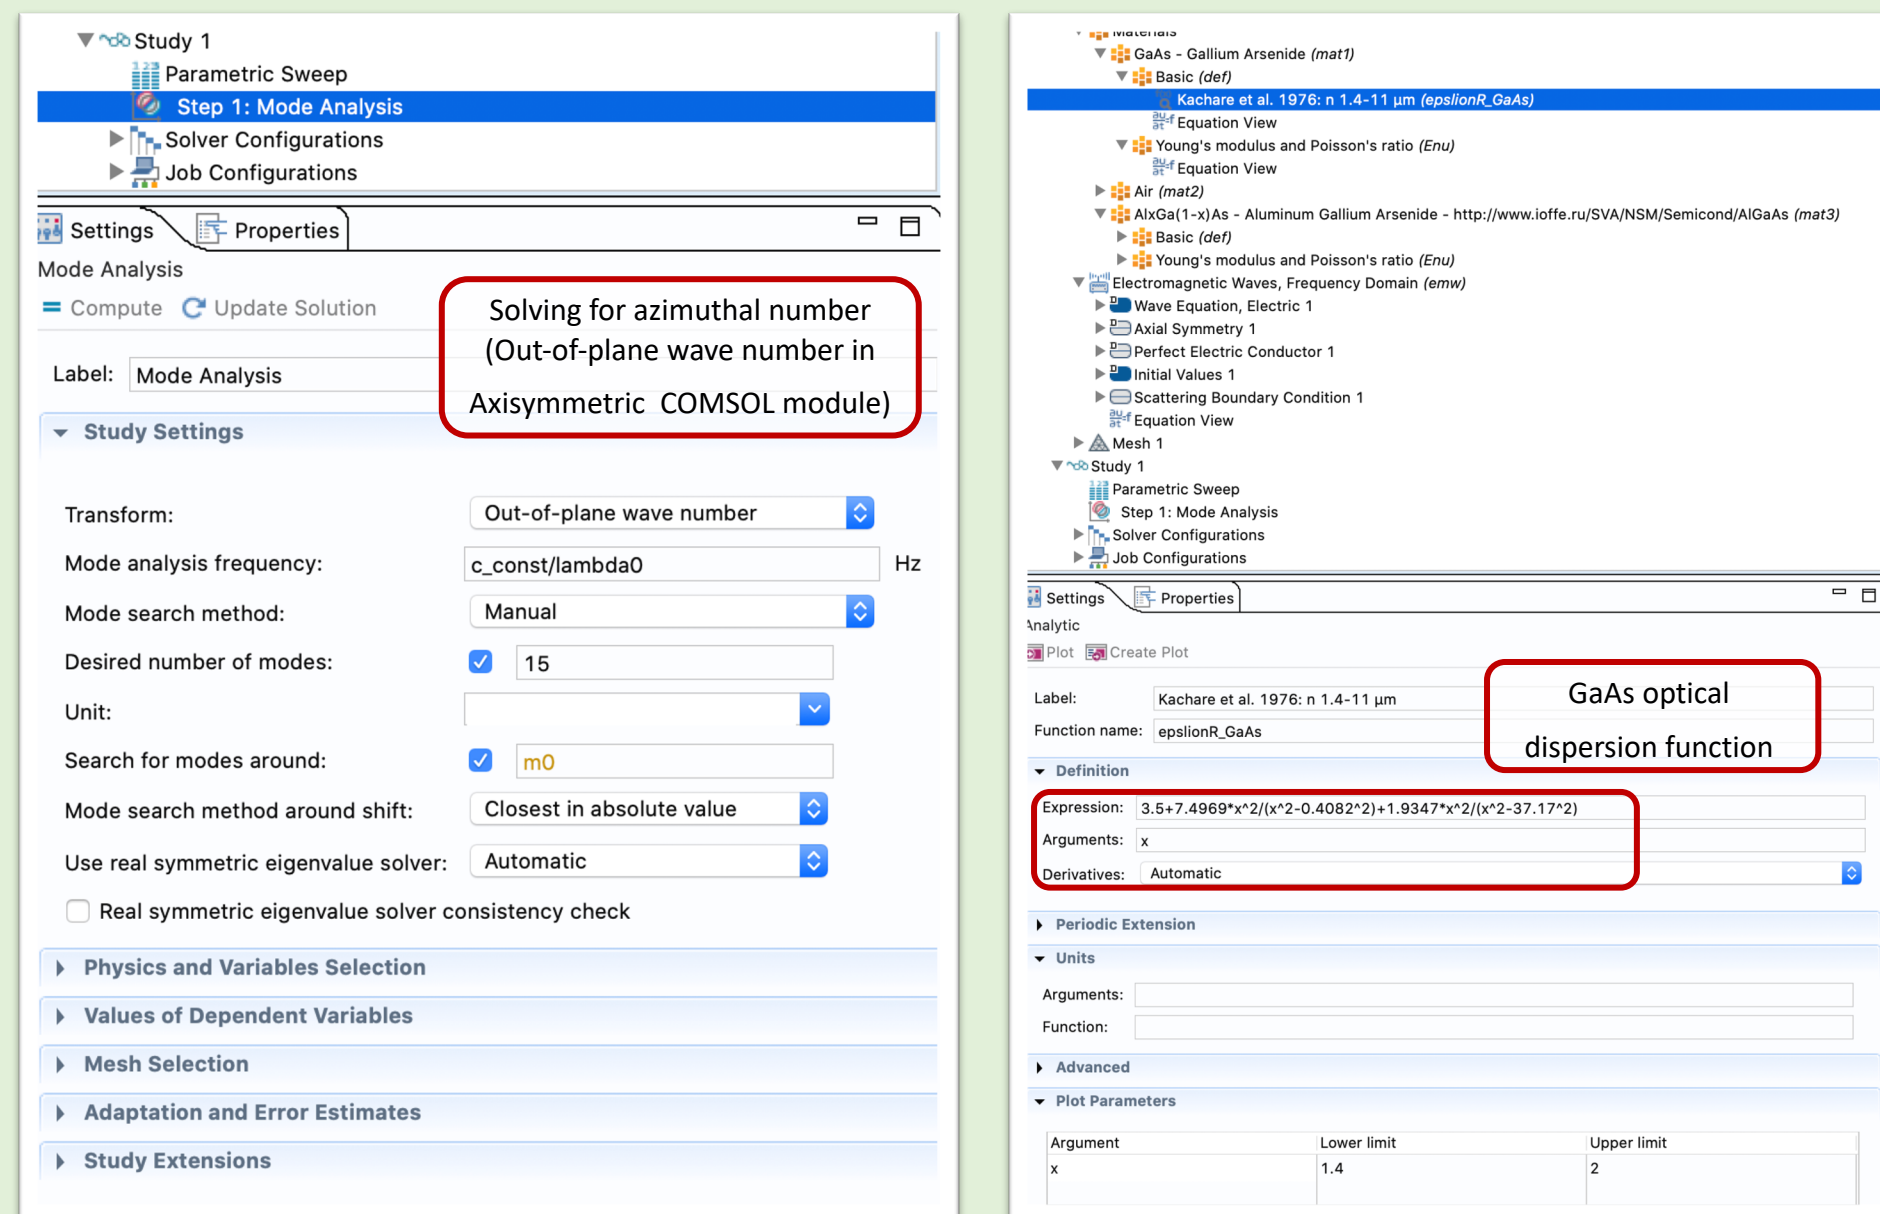 Study 1
Parametric Sweep
Step 1: Mode Analysis
Solver Configurations
Job Configurations
Settings
Properties
Mode Analysis
= Compute
Update Solution
Solving for azimuthal number
(Out-of-plane wave number in
Axisymmetric COMSOL module)
Label: Mode Analysis
Study Settings
Transform: Out-of-plane wave number
Mode analysis frequency: c_const/lambda0 Hz
Mode search method: Manual
Desired number of modes: 15
Unit:
Search for modes around: m0
Mode search method around shift: Closest in absolute value
Use real symmetric eigenvalue solver: Automatic
Real symmetric eigenvalue solver consistency check
Physics and Variables Selection
Values of Dependent Variables
Mesh Selection
Adaptation and Error Estimates
Study Extensions
Materials
GaAs - Gallium Arsenide (mat1)
Basic (def)
Kachare et al. 1976: n 1.4-11 µm (epslionR_GaAs)
Equation View
Young's modulus and Poisson's ratio (Enu)
Equation View
Air (mat2)
AlxGa(1-x)As - Aluminum Gallium Arsenide - http://www.ioffe.ru/SVA/NSM/Semicond/AlGaAs (mat3)
Basic (def)
Young's modulus and Poisson's ratio (Enu)
Electromagnetic Waves, Frequency Domain (emw)
Wave Equation, Electric 1
Axial Symmetry 1
Perfect Electric Conductor 1
Initial Values 1
Scattering Boundary Condition 1
Equation View
Mesh 1
Study 1
Parametric Sweep
Step 1: Mode Analysis
Solver Configurations
Job Configurations
Settings
Properties
Analytic
Plot
Create Plot
GaAs optical
dispersion function
Label: Kachare et al. 1976: n 1.4-11 µm
Function name: epslionR_GaAs
Definition
Expression: 3.5+7.4969*x^2/(x^2-0.4082^2)+1.9347*x^2/(x^2-37.17^2)
Arguments: x
Derivatives: Automatic
Periodic Extension
Units
Arguments:
Function:
Advanced
Plot Parameters
Argument Lower limit Upper limit
x 1.4 2